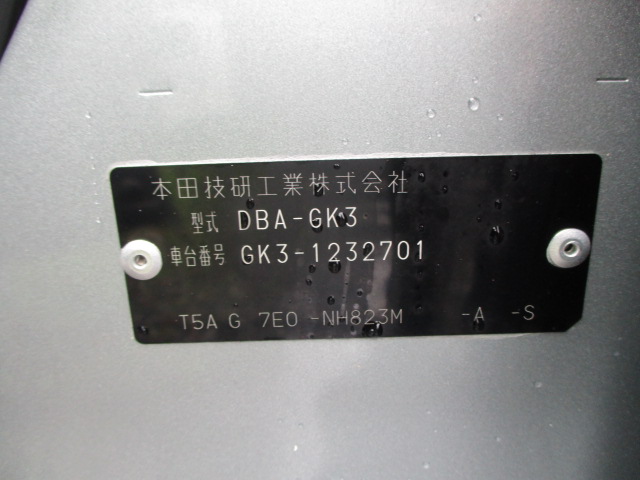 本田技研工業株式会社
型式 DBA-GK3
車台番号 GK3-1232701
T5A G 7E0 -NH823M -A -S